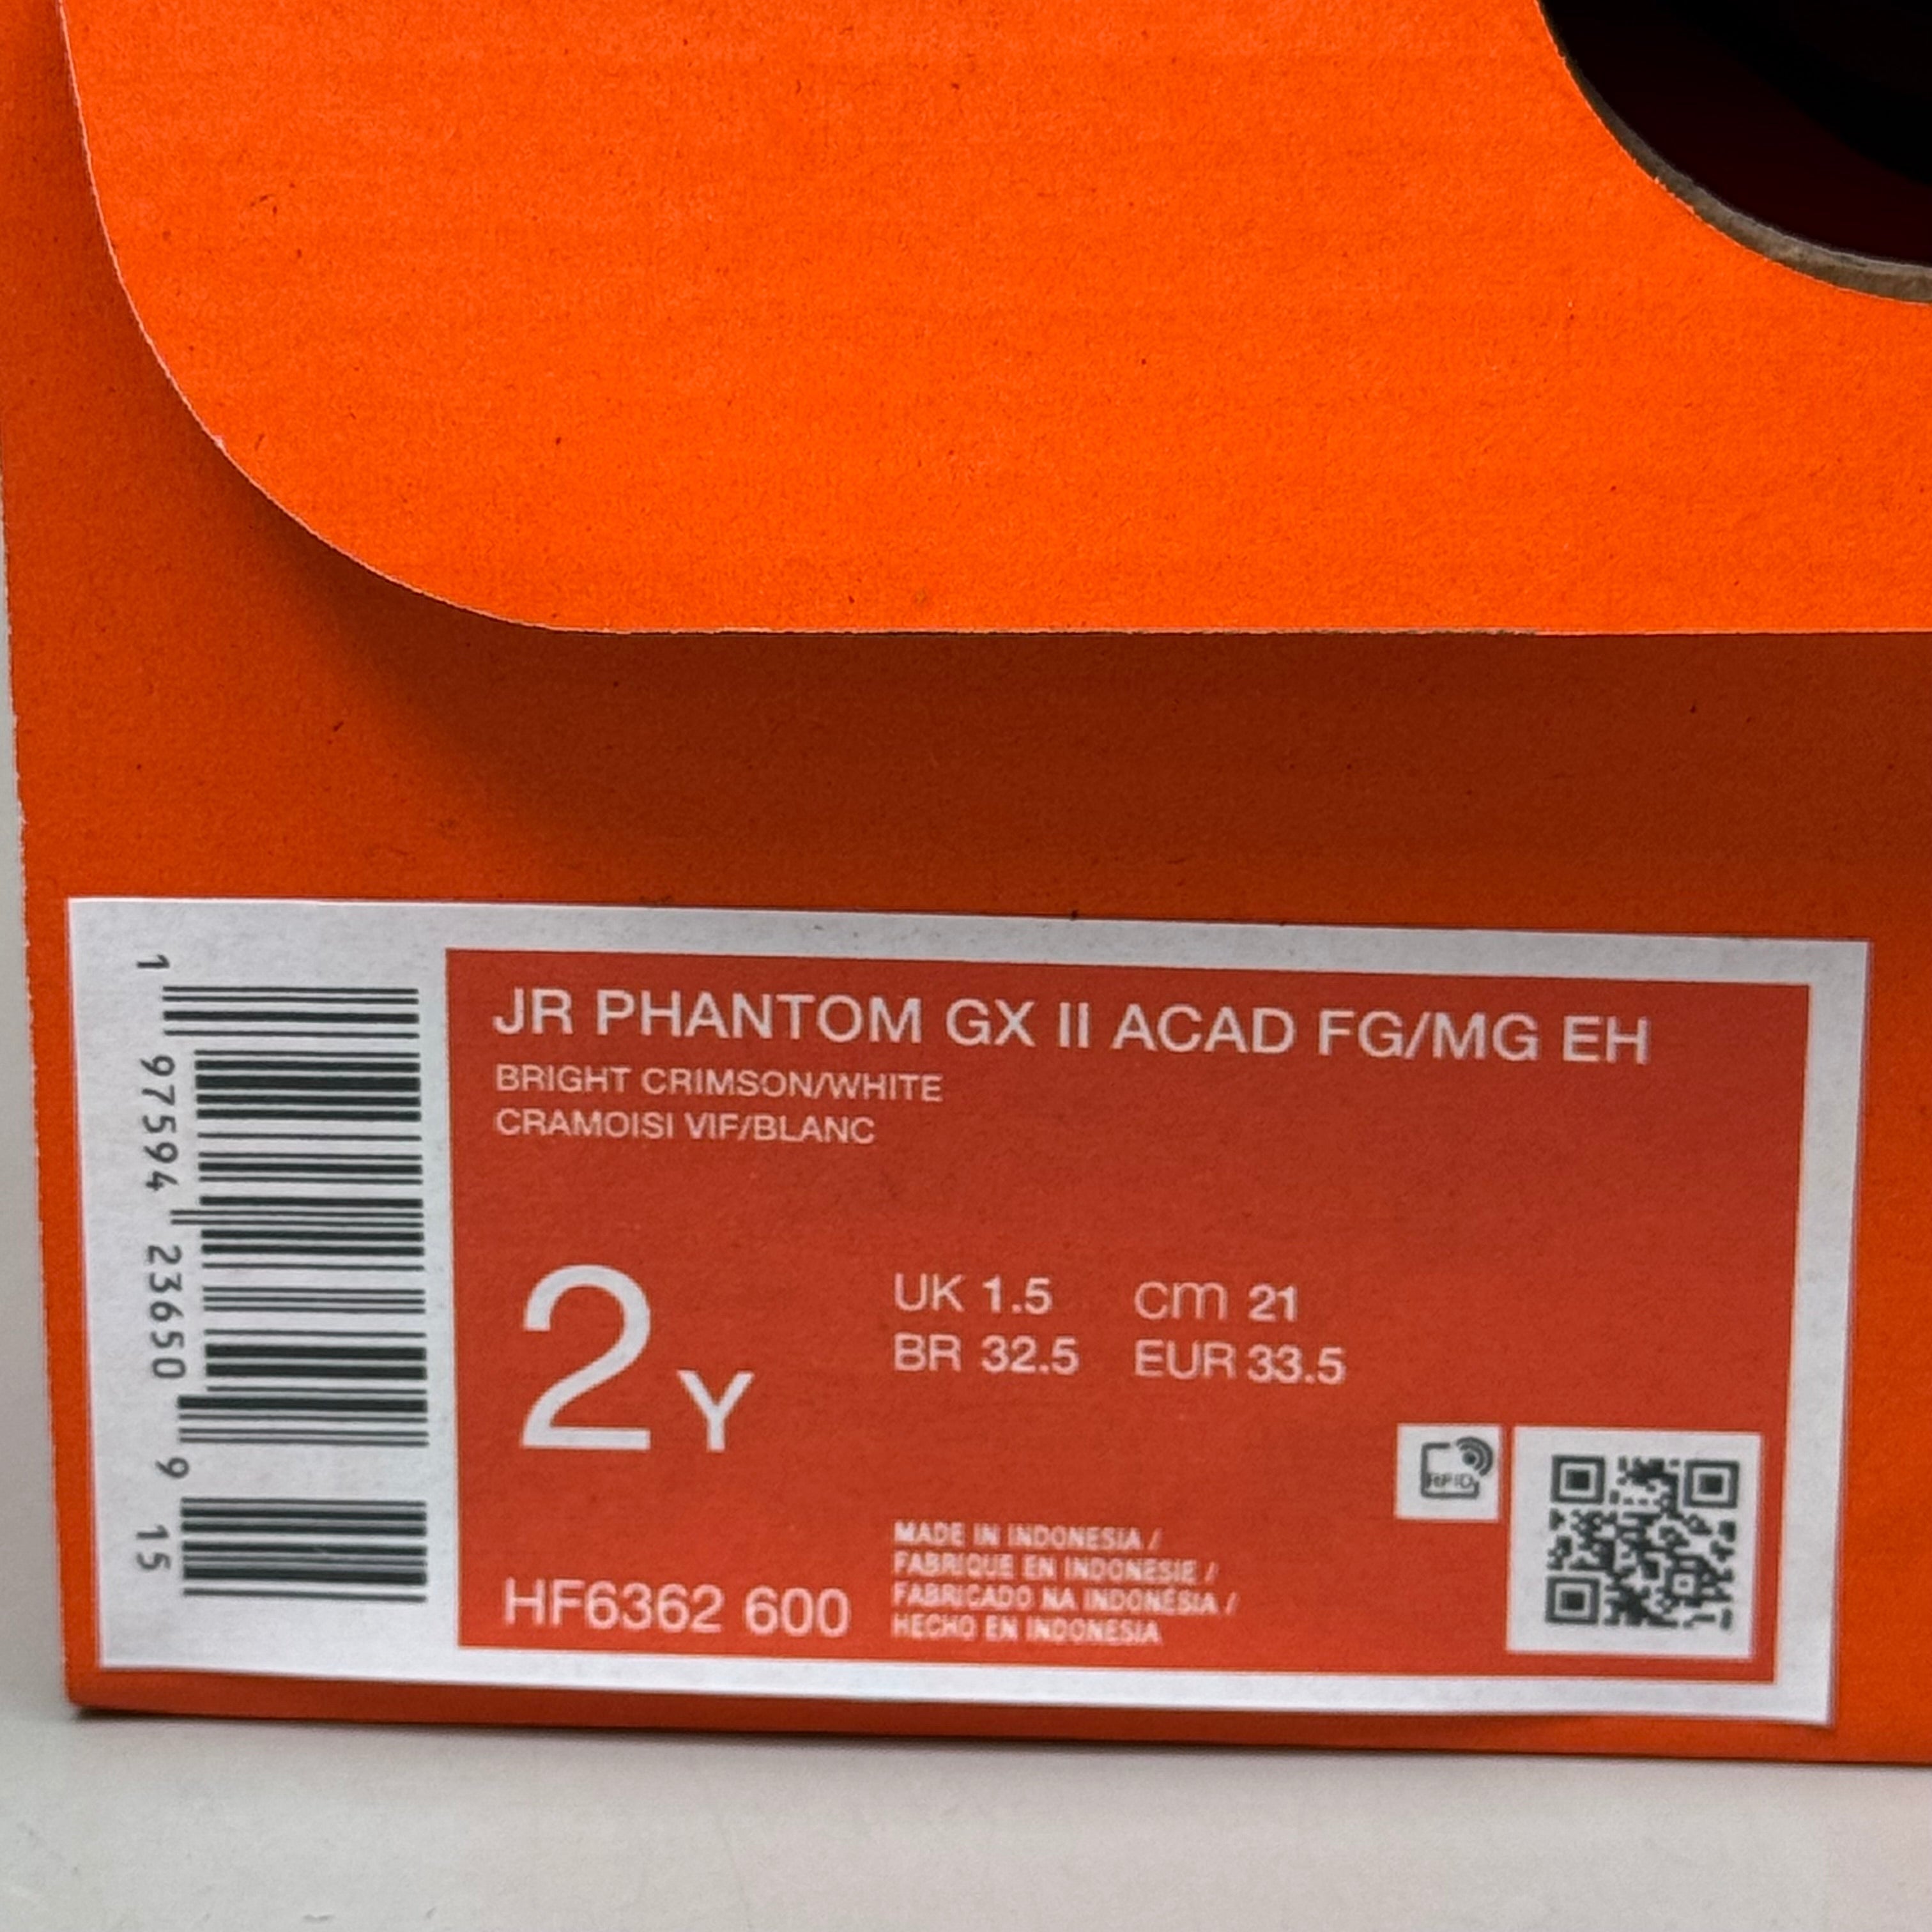 1 97594 23650 9 15
JR PHANTOM GX II ACAD FG/MG EH
BRIGHT CRIMSON/WHITE
CRAMOISI VIF/BLANC
2Y
UK 1.5 cm 21
BR 32.5 EUR 33.5
RFID
MADE IN INDONESIA /
FABRIQUE EN INDONESIE /
FABRICADO NA INDONÉSIA /
HECHO EN INDONESIA
HF6362 600